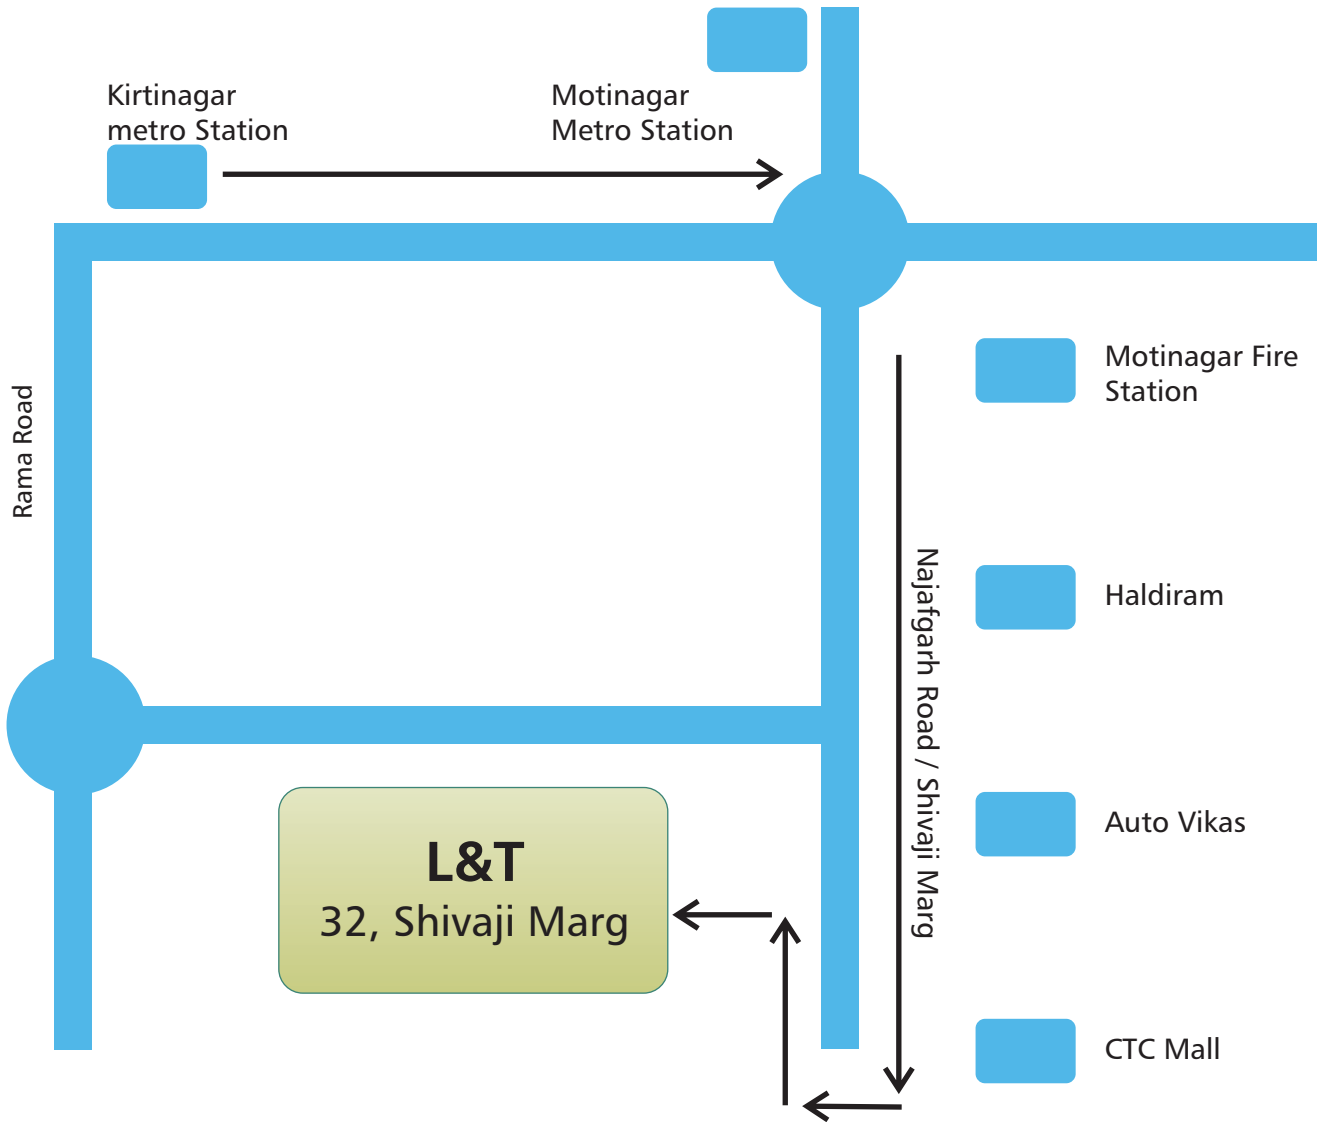 Kirtinagar
metro Station
Motinagar
Metro Station
Motinagar Fire
Station
Rama Road
Haldiram
Najafgarh Road / Shivaji Marg
Auto Vikas
L&T
32, Shivaji Marg
CTC Mall